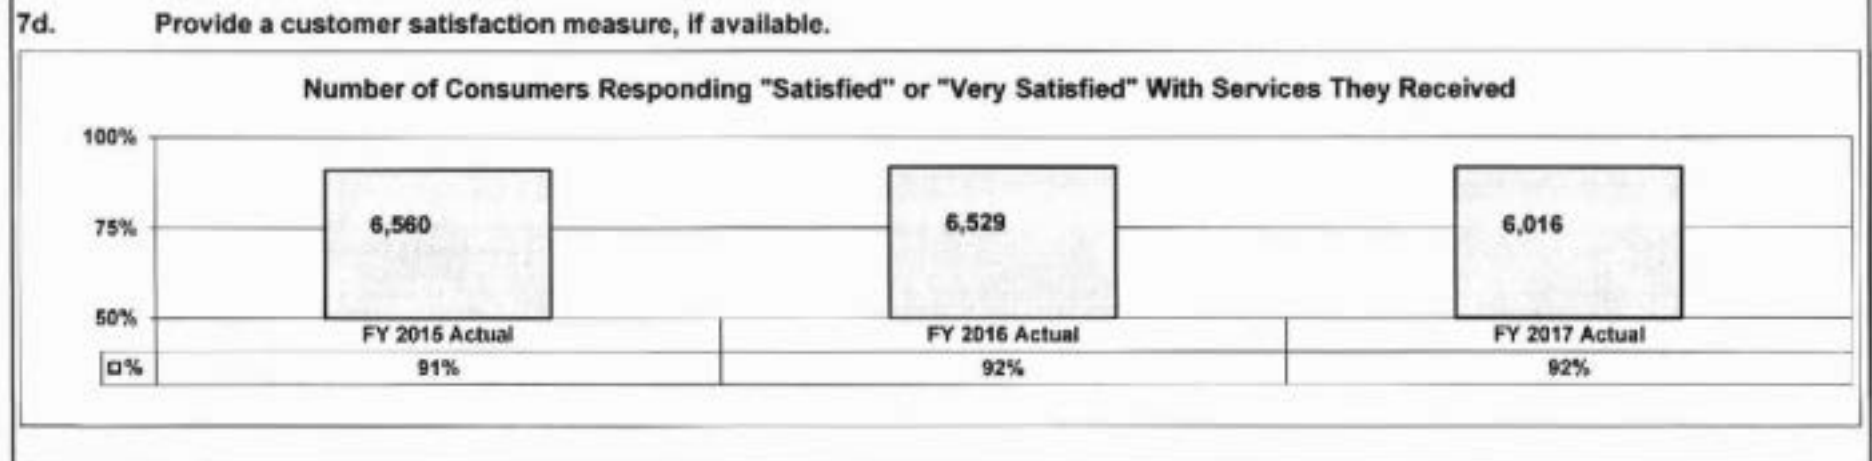 7d. Provide a customer satisfaction measure, if available.
Number of Consumers Responding "Satisfied" or "Very Satisfied" With Services They Received
100%
75%
50%
6,560 6,529 6,016
FY 2015 Actual FY 2016 Actual FY 2017 Actual
% 91% 92% 92%